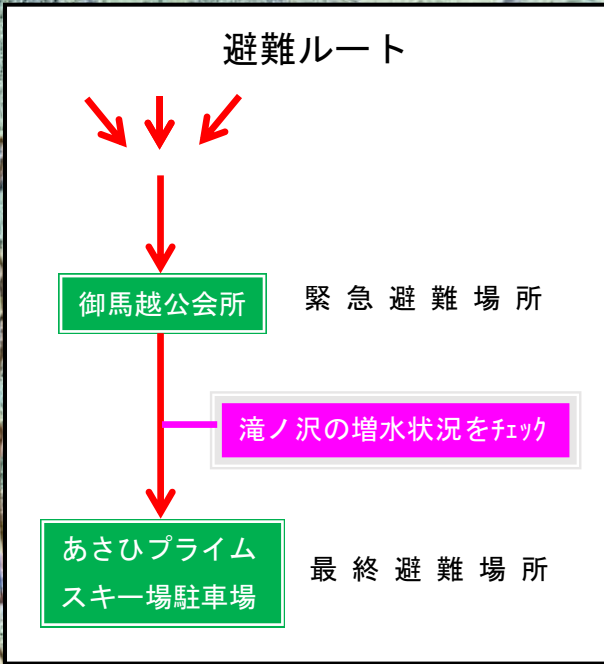 避難ルート
御馬越公会所
緊急避難場所
滝ノ沢の増水状況をﾁｪｯｸ
あさひプライム
スキー場駐車場
最終避難場所